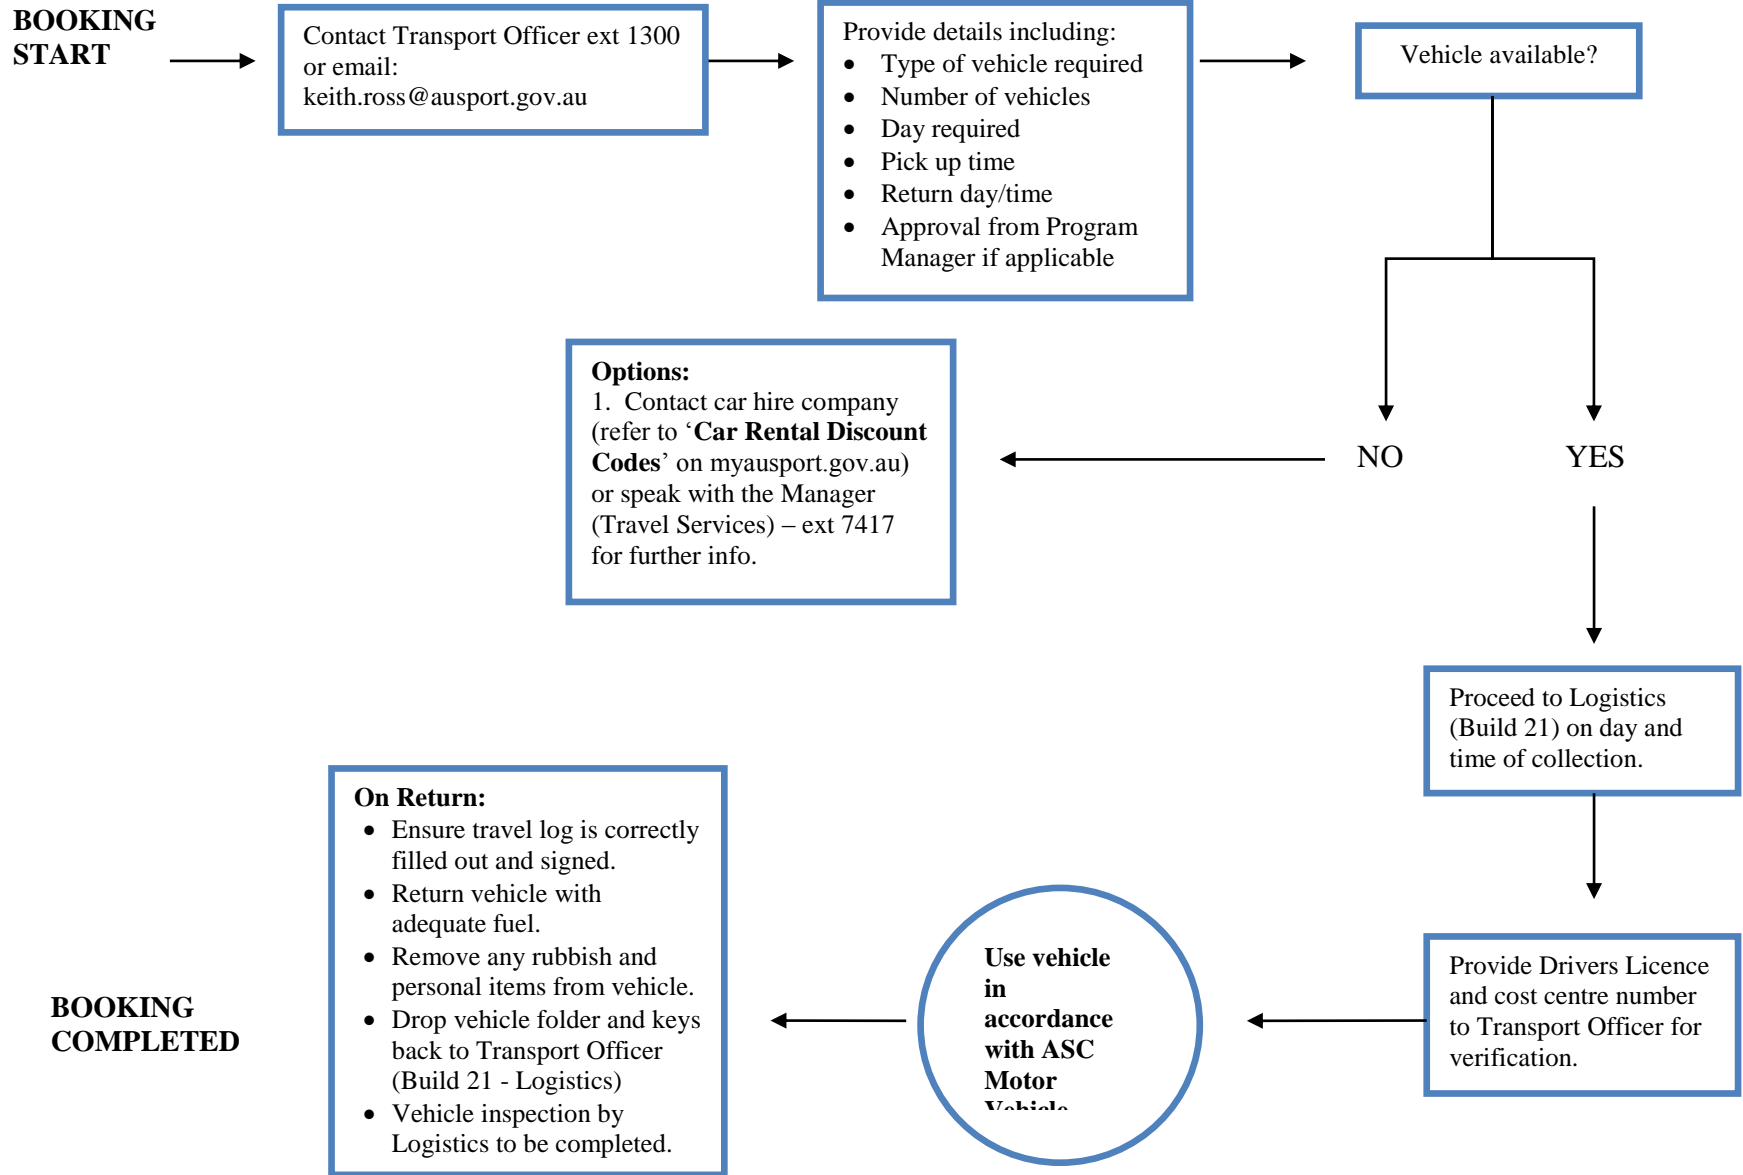 BOOKING
START
Contact Transport Officer ext 1300
or email:
keith.ross@ausport.gov.au
Provide details including:
• Type of vehicle required
• Number of vehicles
• Day required
• Pick up time
• Return day/time
• Approval from Program
Manager if applicable
Vehicle available?
NO
YES
Options:
1. Contact car hire company
(refer to ‘Car Rental Discount
Codes’ on myausport.gov.au)
or speak with the Manager
(Travel Services) – ext 7417
for further info.
Proceed to Logistics
(Build 21) on day and
time of collection.
Provide Drivers Licence
and cost centre number
to Transport Officer for
verification.
Use vehicle
in
accordance
with ASC
Motor
Vehicle
On Return:
• Ensure travel log is correctly
filled out and signed.
• Return vehicle with
adequate fuel.
• Remove any rubbish and
personal items from vehicle.
• Drop vehicle folder and keys
back to Transport Officer
(Build 21 - Logistics)
• Vehicle inspection by
Logistics to be completed.
BOOKING
COMPLETED